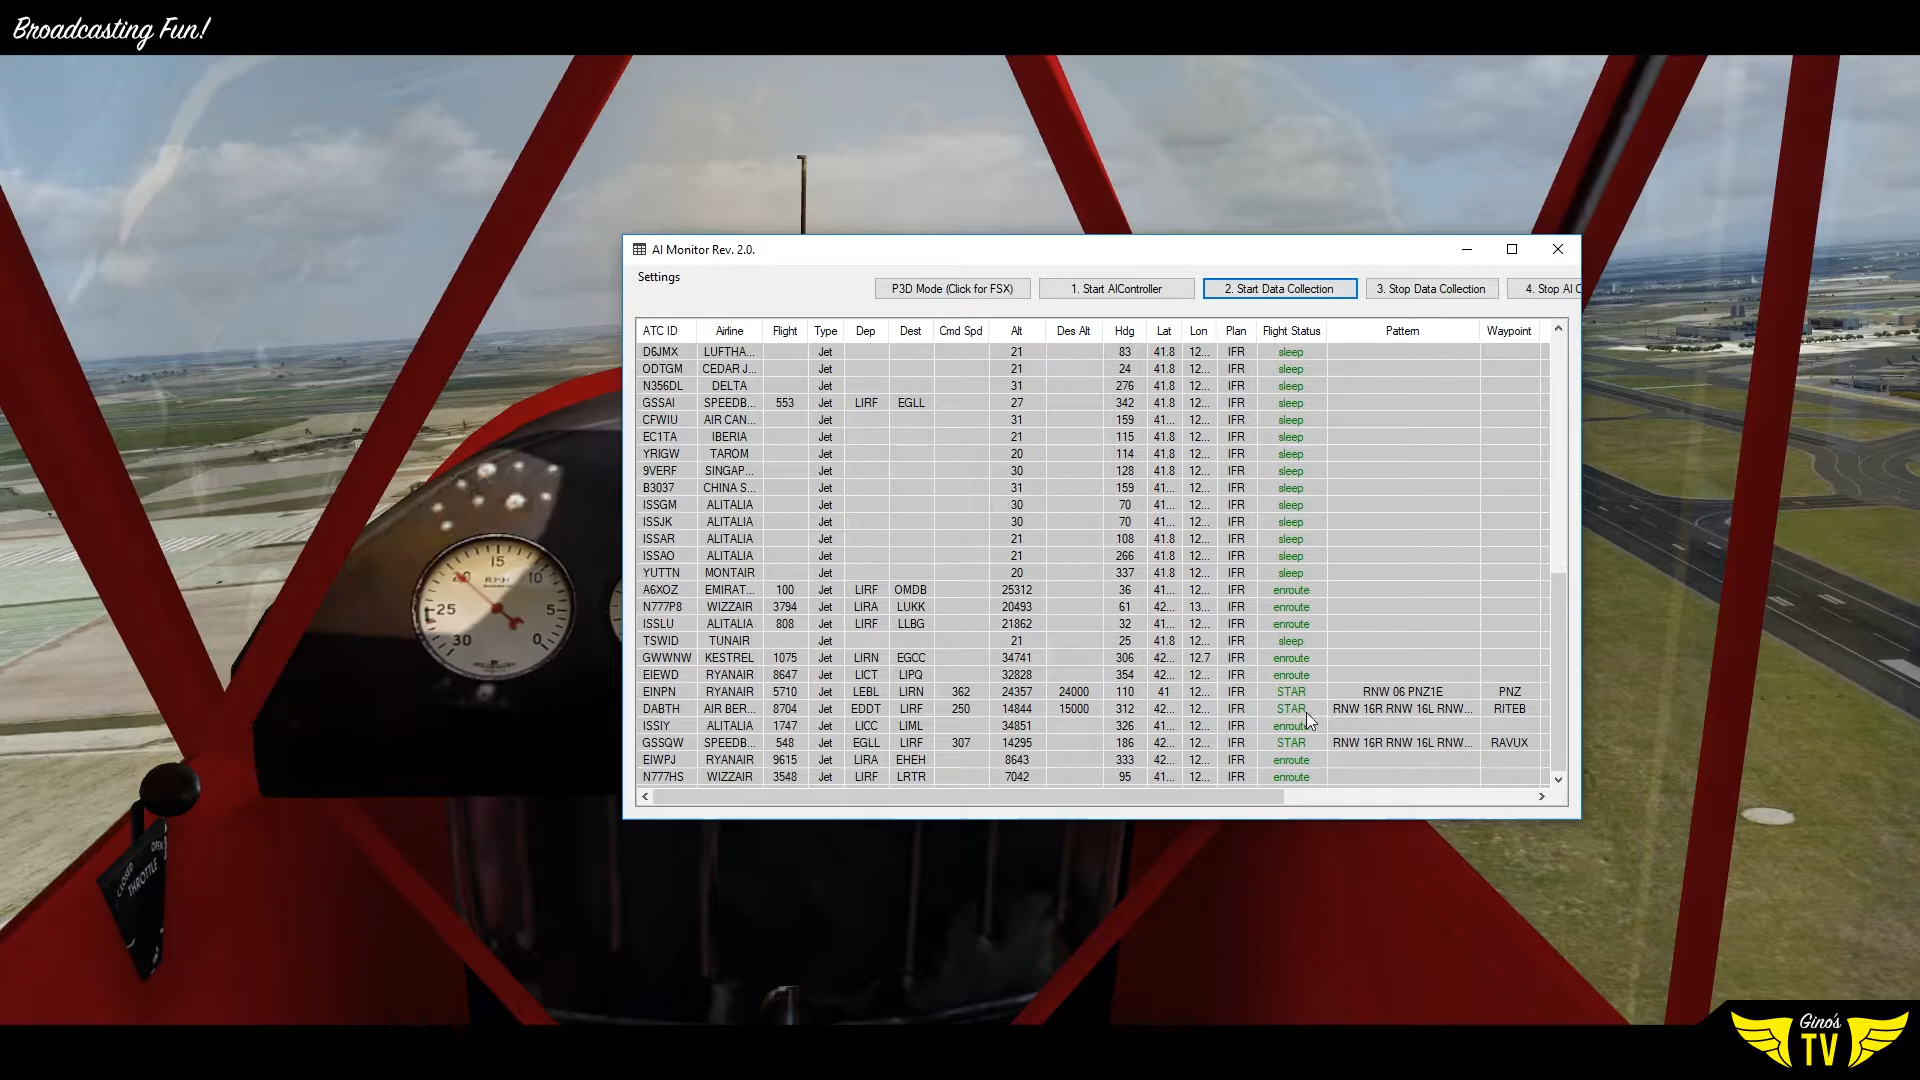 Broadcasting Fun!
AI Monitor Rev. 2.0.
Settings
P3D Mode (Click for FSX) 1. Start AIController 2. Start Data Collection 3. Stop Data Collection 4. Stop AI C
ATC ID Airline Flight Type Dep Dest Cmd Spd Alt Des Alt Hdg Lat Lon Plan Flight Status Pattern Waypoint
D6JMX LUFTHA... Jet 21 83 41.8 12... IFR sleep
ODTGM CEDAR J... Jet 21 24 41.8 12... IFR sleep
N356DL DELTA Jet 31 276 41.8 12... IFR sleep
GSSAI SPEEDB... 553 Jet LIRF EGLL 27 342 41.8 12... IFR sleep
CFWIU AIR CAN... Jet 31 159 41.8 12... IFR sleep
EC1TA IBERIA Jet 21 115 41.8 12... IFR sleep
YRIGW TAROM Jet 20 114 41.8 12... IFR sleep
9VERF SINGAP... Jet 30 128 41.8 12... IFR sleep
B3037 CHINA S... Jet 31 159 41... 12... IFR sleep
ISSGM ALITALIA Jet 30 70 41... 12... IFR sleep
ISSJK ALITALIA Jet 30 70 41... 12... IFR sleep
ISSAR ALITALIA Jet 21 108 41... 12... IFR sleep
ISSAO ALITALIA Jet 21 266 41... 12... IFR sleep
YUTTN MONTAIR Jet 20 337 41.8 12... IFR sleep
A6XOZ EMIRAT... 100 Jet LIRF OMDB 25312 36 41... 12... IFR enroute
N777P8 WIZZAIR 3794 Jet LIRA LUKK 20493 61 42... 13... IFR enroute
ISSLU ALITALIA 808 Jet LIRF LLBG 21862 32 42... 12... IFR enroute
TSWID TUNAIR Jet 21 25 41.8 12... IFR sleep
GWWNW KESTREL 1075 Jet LIRN EGCC 34741 306 42... 12.7 IFR enroute
EIEWD RYANAIR 8647 Jet LICT LIPQ 32828 354 42... 12... IFR enroute
EINPN RYANAIR 5710 Jet LEBL LIRN 362 24357 24000 110 41 12... IFR STAR RNW 06 PNZ1E PNZ
DABTH AIR BER... 8704 Jet EDDT LIRF 250 14844 15000 312 42... 12... IFR STAR RNW 16R RNW 16L RNW... RITEB
ISSIY ALITALIA 1747 Jet LICC LIML 34851 326 41... 12... IFR enroute
GSSQW SPEEDB... 548 Jet EGLL LIRF 307 14295 186 42... 12... IFR STAR RNW 16R RNW 16L RNW... RAVUX
EIWPJ RYANAIR 9615 Jet LIRA EHEH 8643 333 42... 12... IFR enroute
N777HS WIZZAIR 3548 Jet LIRF LRTR 7042 95 41... 12... IFR enroute
15
20 R.P.M 10
25 5
30 0
OPEN
CLOSED
THROTTLE
Gino's
TV